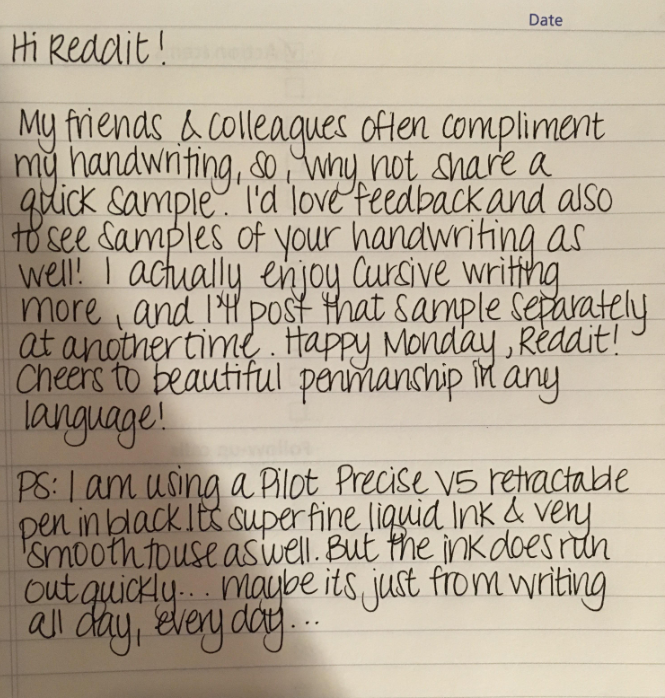 Date
Hi Reddit!
My friends & colleagues often compliment
my handwriting, so, why not share a
quick sample. I'd love feedback and also
to see samples of your handwriting as
well! I actually enjoy cursive writing
more, and I'll post that sample separately
at another time. Happy Monday, Reddit!
Cheers to beautiful penmanship in any
language!
PS: I am using a Pilot Precise V5 retractable
pen in black. Its superfine liquid ink & very
smooth to use as well. But the ink does run
out quickly... maybe its just from writing
all day, every day...